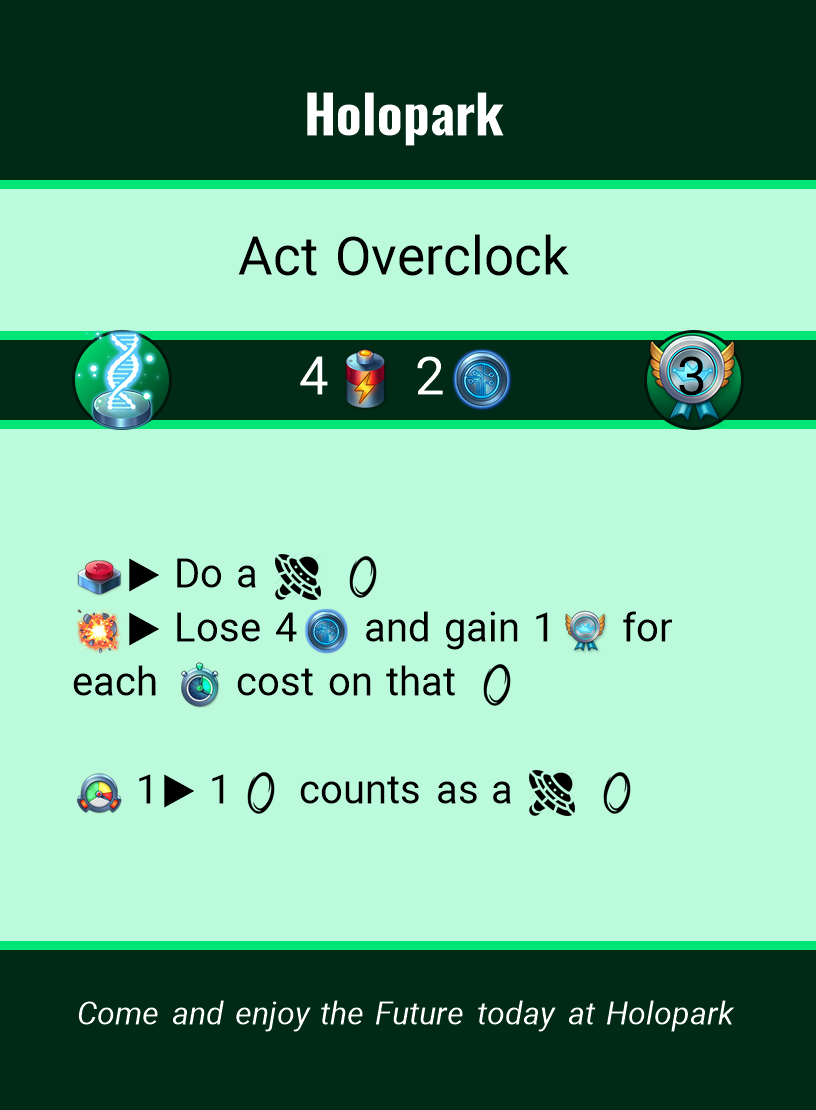 Holopark
Act Overclock
4 2 3
Do a
Lose 4 and gain 1 for
each cost on that
1 1 counts as a
Come and enjoy the Future today at Holopark